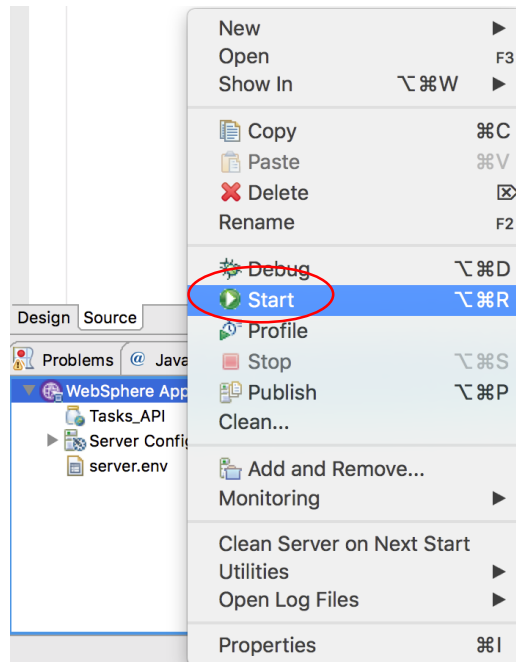 New
Open F3
Show In ⌥⌘W
Copy ⌘C
Paste ⌘V
Delete ⌦
Rename F2
Debug ⌥⌘D
Start ⌥⌘R
Profile
Stop ⌥⌘S
Publish ⌥⌘P
Clean...
Add and Remove...
Monitoring
Clean Server on Next Start
Utilities
Open Log Files
Properties ⌘I
Design Source
Problems @ Java
WebSphere App
Tasks_API
Server Config
server.env